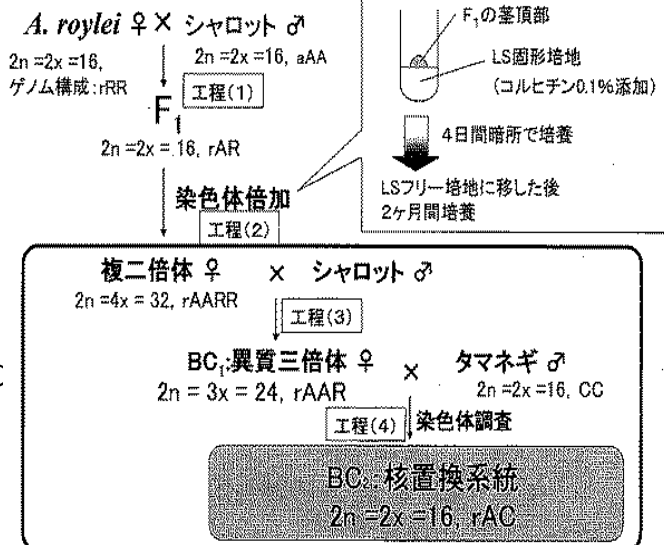 A. roylei ♀ × シャロット ♂
2n =2x =16,
ゲノム構成:rRR
2n =2x =16, aAA
工程(1)
F1
2n =2x = 16, rAR
染色体倍加
工程(2)
F1の茎頂部
LS固形培地
(コルヒチン0.1%添加)
4日間暗所で培養
LSフリー培地に移した後
2ヶ月間培養
複二倍体 ♀ × シャロット ♂
2n =4x = 32, rAARR
工程(3)
BC1:異質三倍体 ♀ × タマネギ ♂
2n = 3x = 24, rAAR
2n =2x =16, CC
工程(4)
染色体調査
BC2:核置換系統
2n =2x =16, rAC